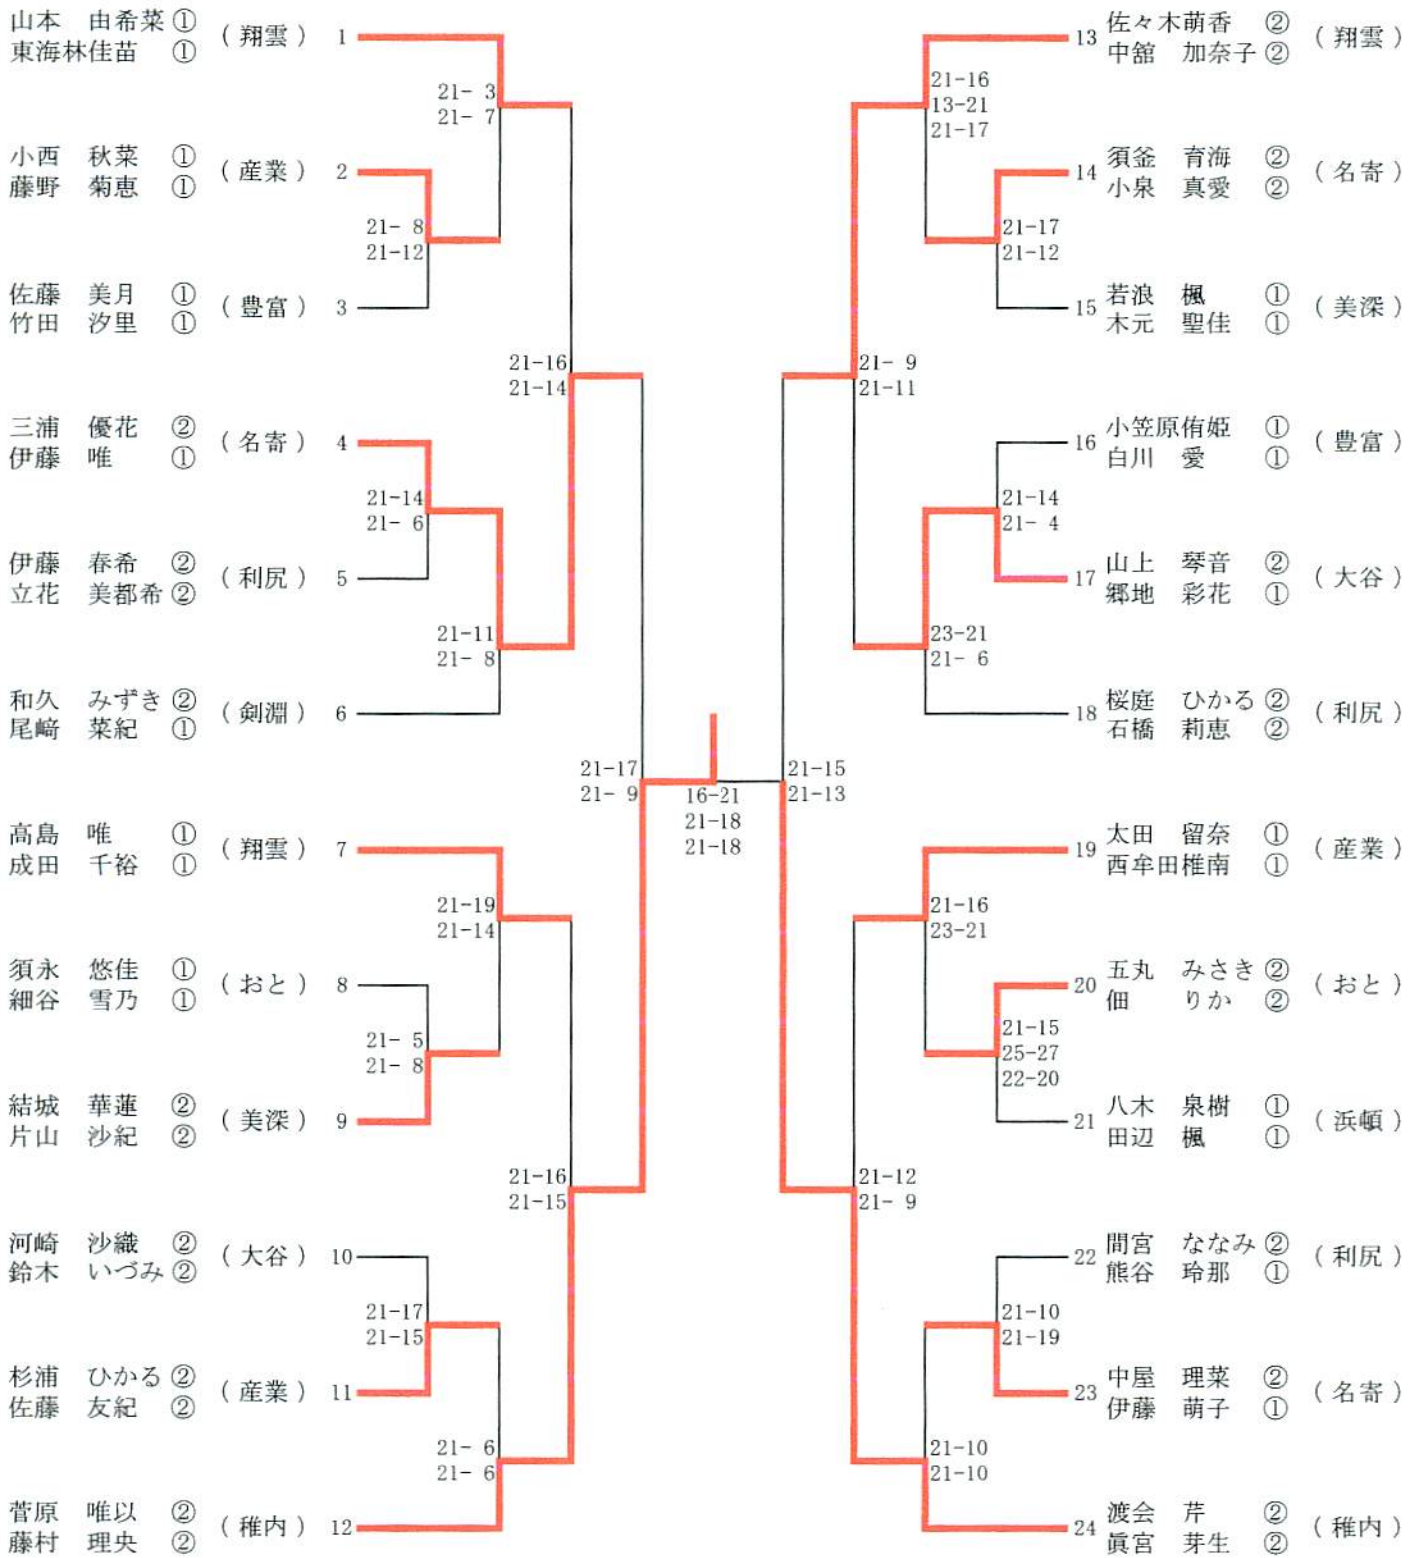 山本 由希菜 ①
東海林佳苗 ①
( 翔雲 ) 1
21- 3
21- 7
小西 秋菜 ①
藤野 菊恵 ①
( 産業 ) 2
21- 8
21-12
佐藤 美月 ①
竹田 汐里 ①
( 豊富 ) 3
21-16
21-14
三浦 優花 ②
伊藤 唯 ①
( 名寄 ) 4
21-14
21- 6
伊藤 春希 ②
立花 美都希 ②
( 利尻 ) 5
21-11
21- 8
和久 みずき ②
尾﨑 菜紀 ①
( 剣淵 ) 6
21-17
21- 9
高島 唯 ①
成田 千裕 ①
( 翔雲 ) 7
21-19
21-14
須永 悠佳 ①
細谷 雪乃 ①
( おと ) 8
21- 5
21- 8
結城 華蓮 ②
片山 沙紀 ②
( 美深 ) 9
21-16
21-15
河崎 沙織 ②
鈴木 いづみ ②
( 大谷 ) 10
21-17
21-15
杉浦 ひかる ②
佐藤 友紀 ②
( 産業 ) 11
21- 6
21- 6
菅原 唯以 ②
藤村 理央 ②
( 稚内 ) 12
16-21
21-18
21-18
13 佐々木萌香 ②
中舘 加奈子 ②
( 翔雲 )
21-16
13-21
21-17
14 須釜 育海 ②
小泉 真愛 ②
( 名寄 )
21-17
21-12
15 若浪 楓 ①
木元 聖佳 ①
( 美深 )
21- 9
21-11
16 小笠原侑姫 ①
白川 愛 ①
( 豊富 )
21-14
21- 4
17 山上 琴音 ②
郷地 彩花 ①
( 大谷 )
23-21
21- 6
18 桜庭 ひかる ②
石橋 莉恵 ②
( 利尻 )
21-15
21-13
19 太田 留奈 ①
西牟田椎南 ①
( 産業 )
21-16
23-21
20 五丸 みさき ②
佃 りか ②
( おと )
21-15
25-27
22-20
21 八木 泉樹 ①
田辺 楓 ①
( 浜頓 )
21-12
21- 9
22 間宮 ななみ ②
熊谷 玲那 ①
( 利尻 )
21-10
21-19
23 中屋 理菜 ②
伊藤 萌子 ①
( 名寄 )
21-10
21-10
24 渡会 芹 ②
眞宮 芽生 ②
( 稚内 )